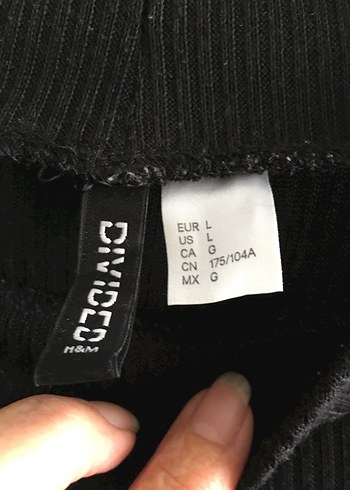 DIVIDED
H&M
EUR L
US L
CA G
CN 175/104A
MX G